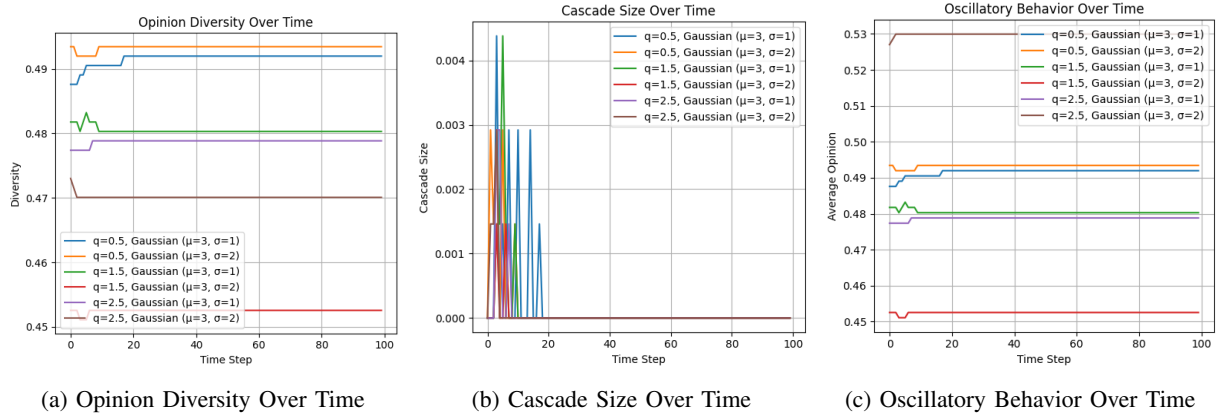 Opinion Diversity Over Time
0.49
0.48
0.47
0.46
0.45
Diversity
q=0.5, Gaussian (μ=3, σ=1)
q=0.5, Gaussian (μ=3, σ=2)
q=1.5, Gaussian (μ=3, σ=1)
q=1.5, Gaussian (μ=3, σ=2)
q=2.5, Gaussian (μ=3, σ=1)
q=2.5, Gaussian (μ=3, σ=2)
0 20 40 60 80 100
Time Step
(a) Opinion Diversity Over Time
Cascade Size Over Time
0.004
0.003
0.002
0.001
0.000
Cascade Size
q=0.5, Gaussian (μ=3, σ=1)
q=0.5, Gaussian (μ=3, σ=2)
q=1.5, Gaussian (μ=3, σ=1)
q=1.5, Gaussian (μ=3, σ=2)
q=2.5, Gaussian (μ=3, σ=1)
q=2.5, Gaussian (μ=3, σ=2)
0 20 40 60 80 100
Time Step
(b) Cascade Size Over Time
Oscillatory Behavior Over Time
0.53
0.52
0.51
0.50
0.49
0.48
0.47
0.46
0.45
Average Opinion
q=0.5, Gaussian (μ=3, σ=1)
q=0.5, Gaussian (μ=3, σ=2)
q=1.5, Gaussian (μ=3, σ=1)
q=1.5, Gaussian (μ=3, σ=2)
q=2.5, Gaussian (μ=3, σ=1)
q=2.5, Gaussian (μ=3, σ=2)
0 20 40 60 80 100
Time Step
(c) Oscillatory Behavior Over Time